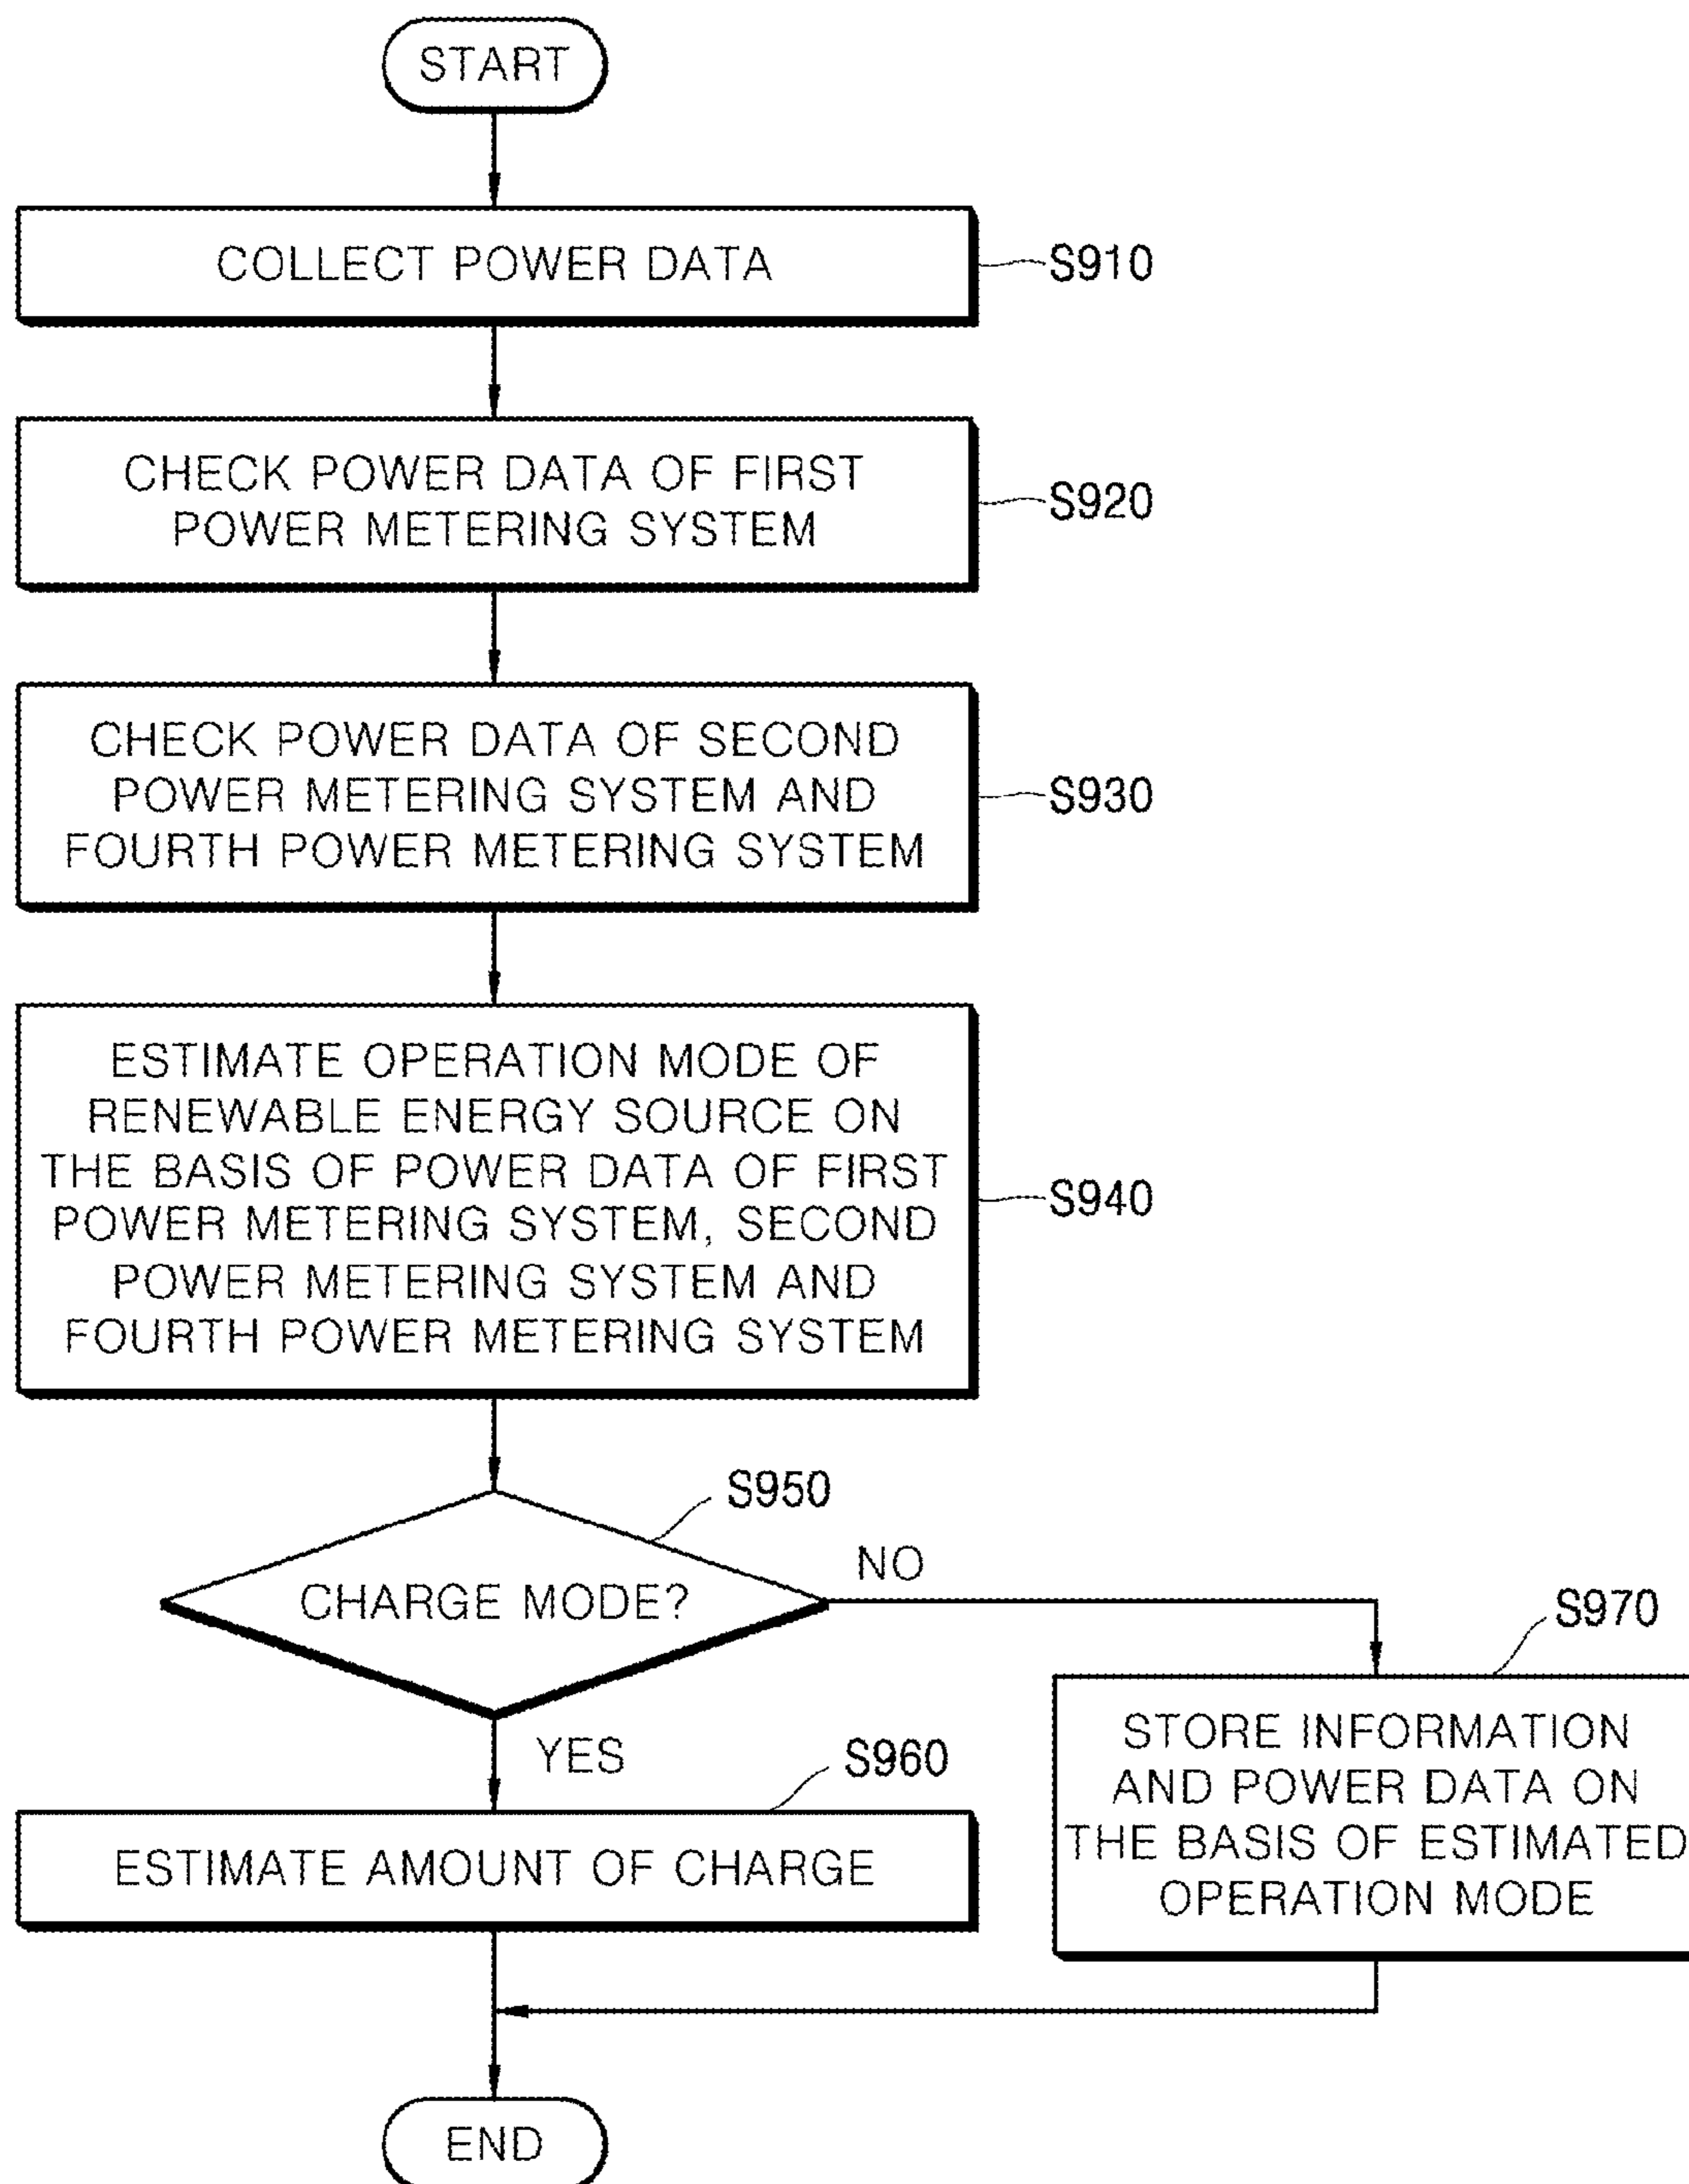 START
COLLECT POWER DATA
S910
CHECK POWER DATA OF FIRST
POWER METERING SYSTEM
S920
CHECK POWER DATA OF SECOND
POWER METERING SYSTEM AND
FOURTH POWER METERING SYSTEM
S930
ESTIMATE OPERATION MODE OF
RENEWABLE ENERGY SOURCE ON
THE BASIS OF POWER DATA OF FIRST
POWER METERING SYSTEM, SECOND
POWER METERING SYSTEM AND
FOURTH POWER METERING SYSTEM
S940
S950
CHARGE MODE?
NO
YES
S960
ESTIMATE AMOUNT OF CHARGE
S970
STORE INFORMATION
AND POWER DATA ON
THE BASIS OF ESTIMATED
OPERATION MODE
END